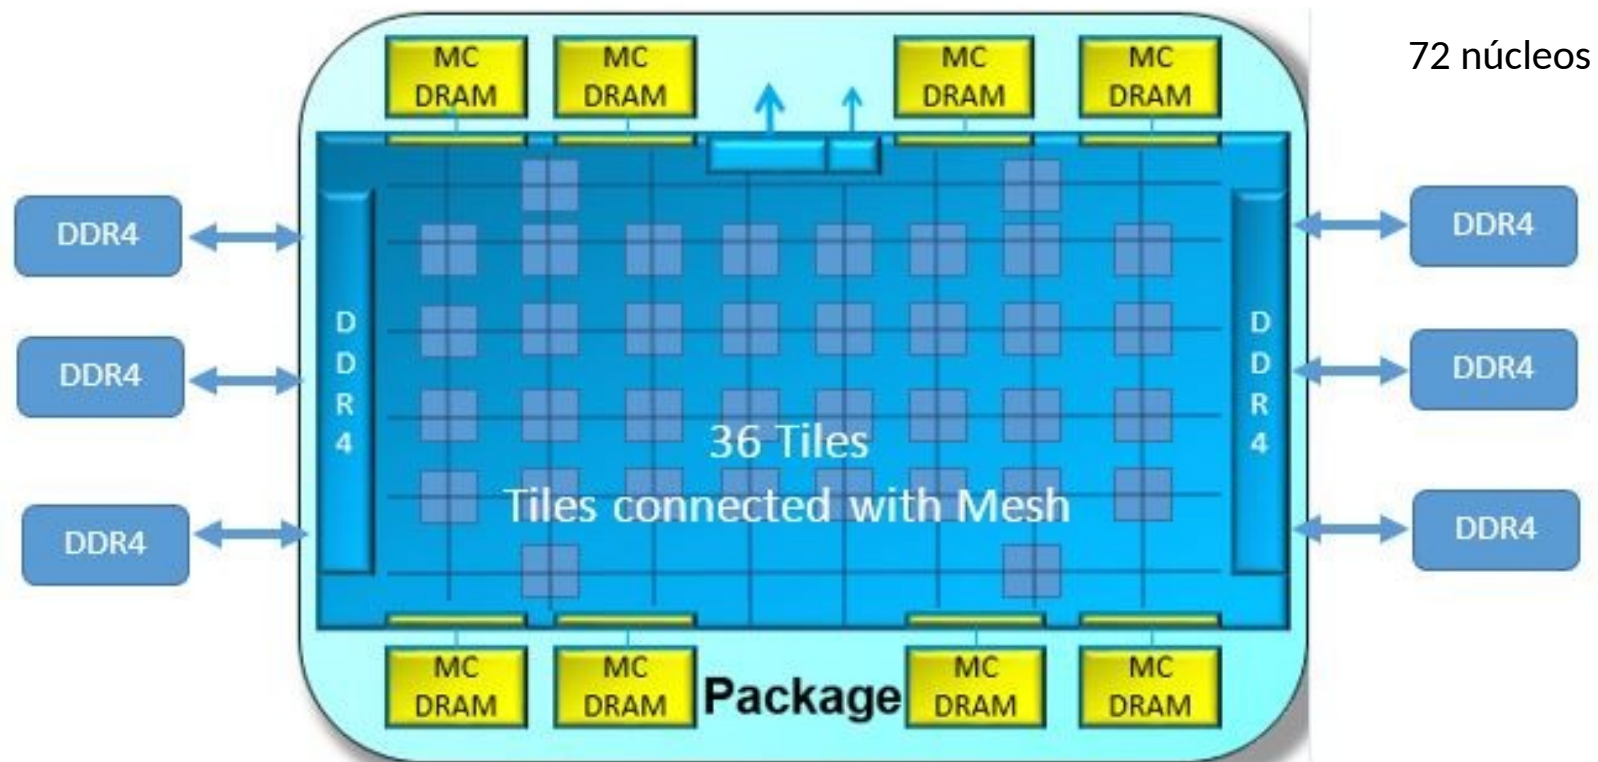 72 núcleos
MC
DRAM
MC
DRAM
MC
DRAM
MC
DRAM
DDR4
DDR4
DDR4
D
D
R
4
36 Tiles
Tiles connected with Mesh
D
D
R
4
DDR4
DDR4
DDR4
MC
DRAM
MC
DRAM
Package
MC
DRAM
MC
DRAM